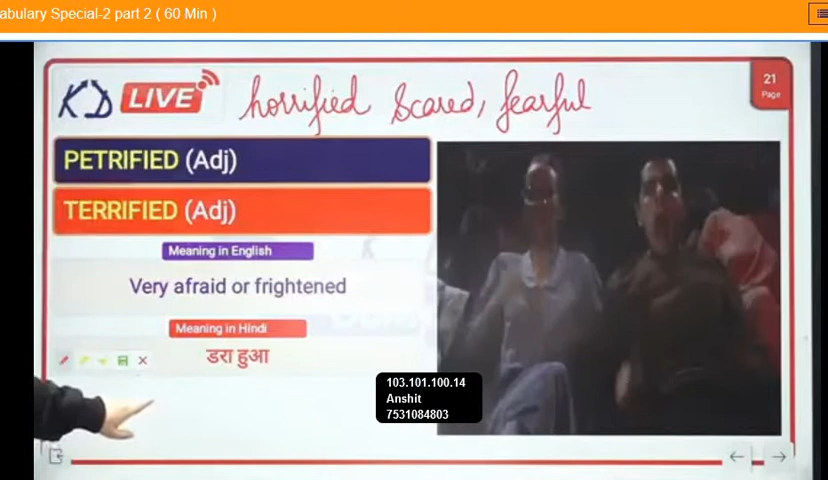 abulary Special-2 part 2 ( 60 Min )
KD LIVE
horrified scared, fearful
21
Page
PETRIFIED (Adj)
TERRIFIED (Adj)
Meaning in English
Very afraid or frightened
Meaning in Hindi
डरा हुआ
103.101.100.14
Anshit
7531084803